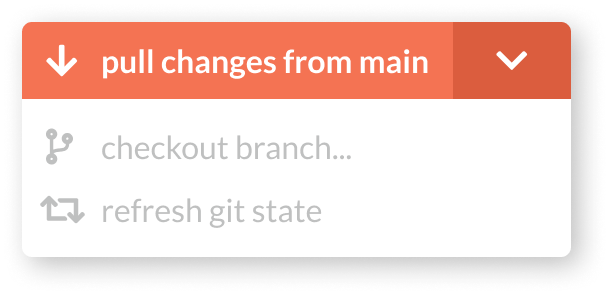 pull changes from main
checkout branch...
refresh git state